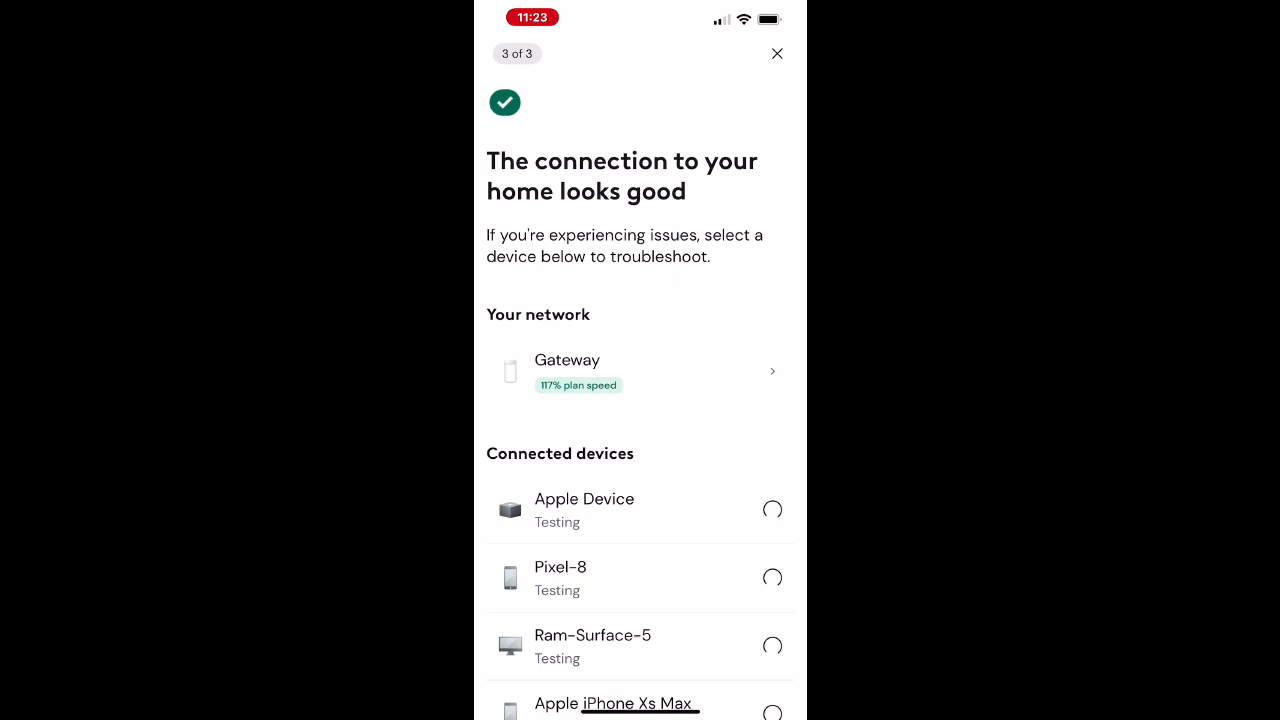 11:23
3 of 3
The connection to your
home looks good
If you're experiencing issues, select a
device below to troubleshoot.
Your network
Gateway
117% plan speed
Connected devices
Apple Device
Testing
Pixel-8
Testing
Ram-Surface-5
Testing
Apple iPhone Xs Max